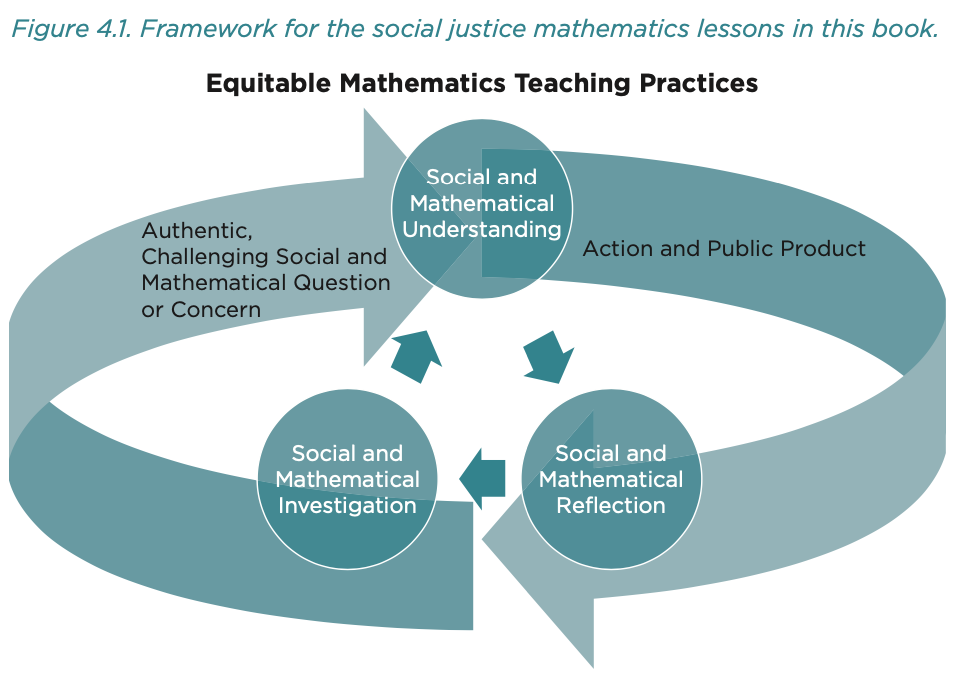 Figure 4.1. Framework for the social justice mathematics lessons in this book.
Equitable Mathematics Teaching Practices
Social and
Mathematical
Understanding
Authentic,
Challenging Social and
Mathematical Question
or Concern
Action and Public Product
Social and
Mathematical
Investigation
Social and
Mathematical
Reflection